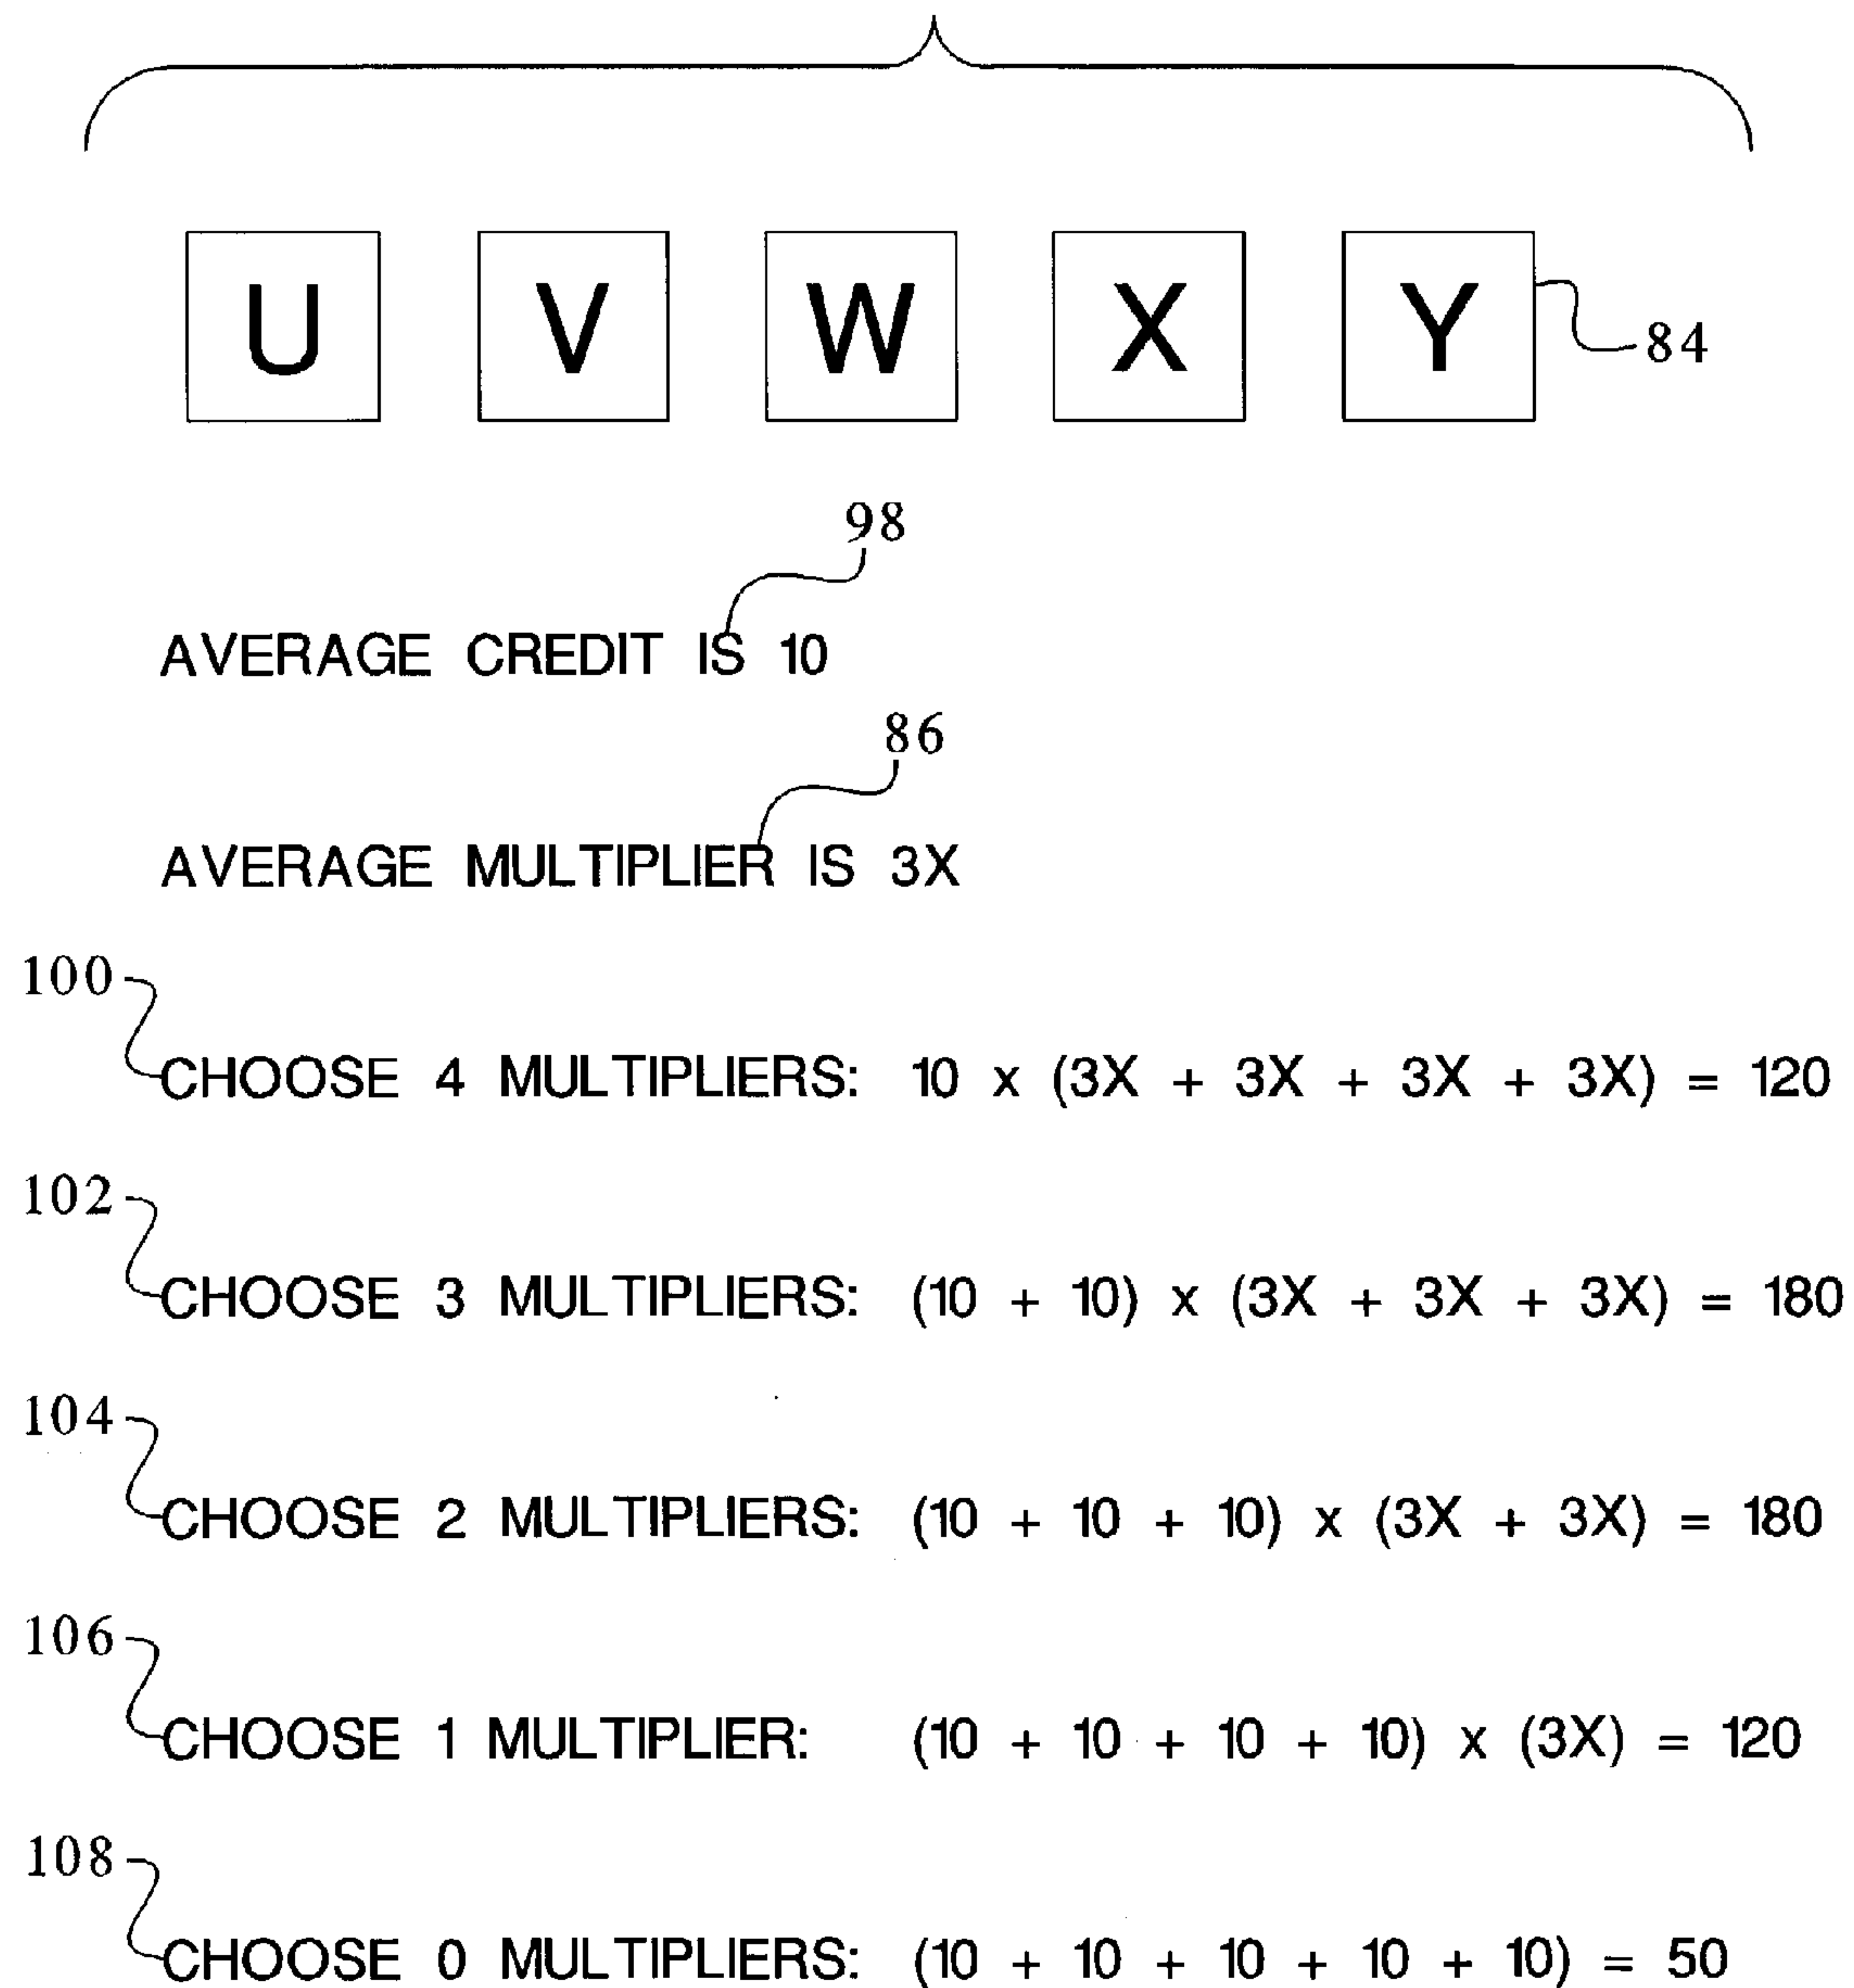 U V W X Y
84
98
AVERAGE CREDIT IS 10
86
AVERAGE MULTIPLIER IS 3X
100
CHOOSE 4 MULTIPLIERS: 10 x (3X + 3X + 3X + 3X) = 120
102
CHOOSE 3 MULTIPLIERS: (10 + 10) x (3X + 3X + 3X) = 180
104
CHOOSE 2 MULTIPLIERS: (10 + 10 + 10) x (3X + 3X) = 180
106
CHOOSE 1 MULTIPLIER: (10 + 10 + 10 + 10) x (3X) = 120
108
CHOOSE 0 MULTIPLIERS: (10 + 10 + 10 + 10 + 10) = 50